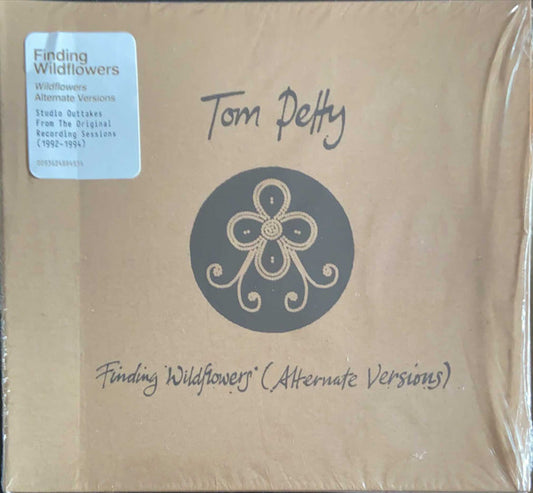 Finding
Wildflowers
Wildflowers
Alternate Versions
Studio Outtakes
From The Original
Recording Sessions
(1992-1994)
Tom Petty
Finding "Wildflowers" (Alternate Versions)